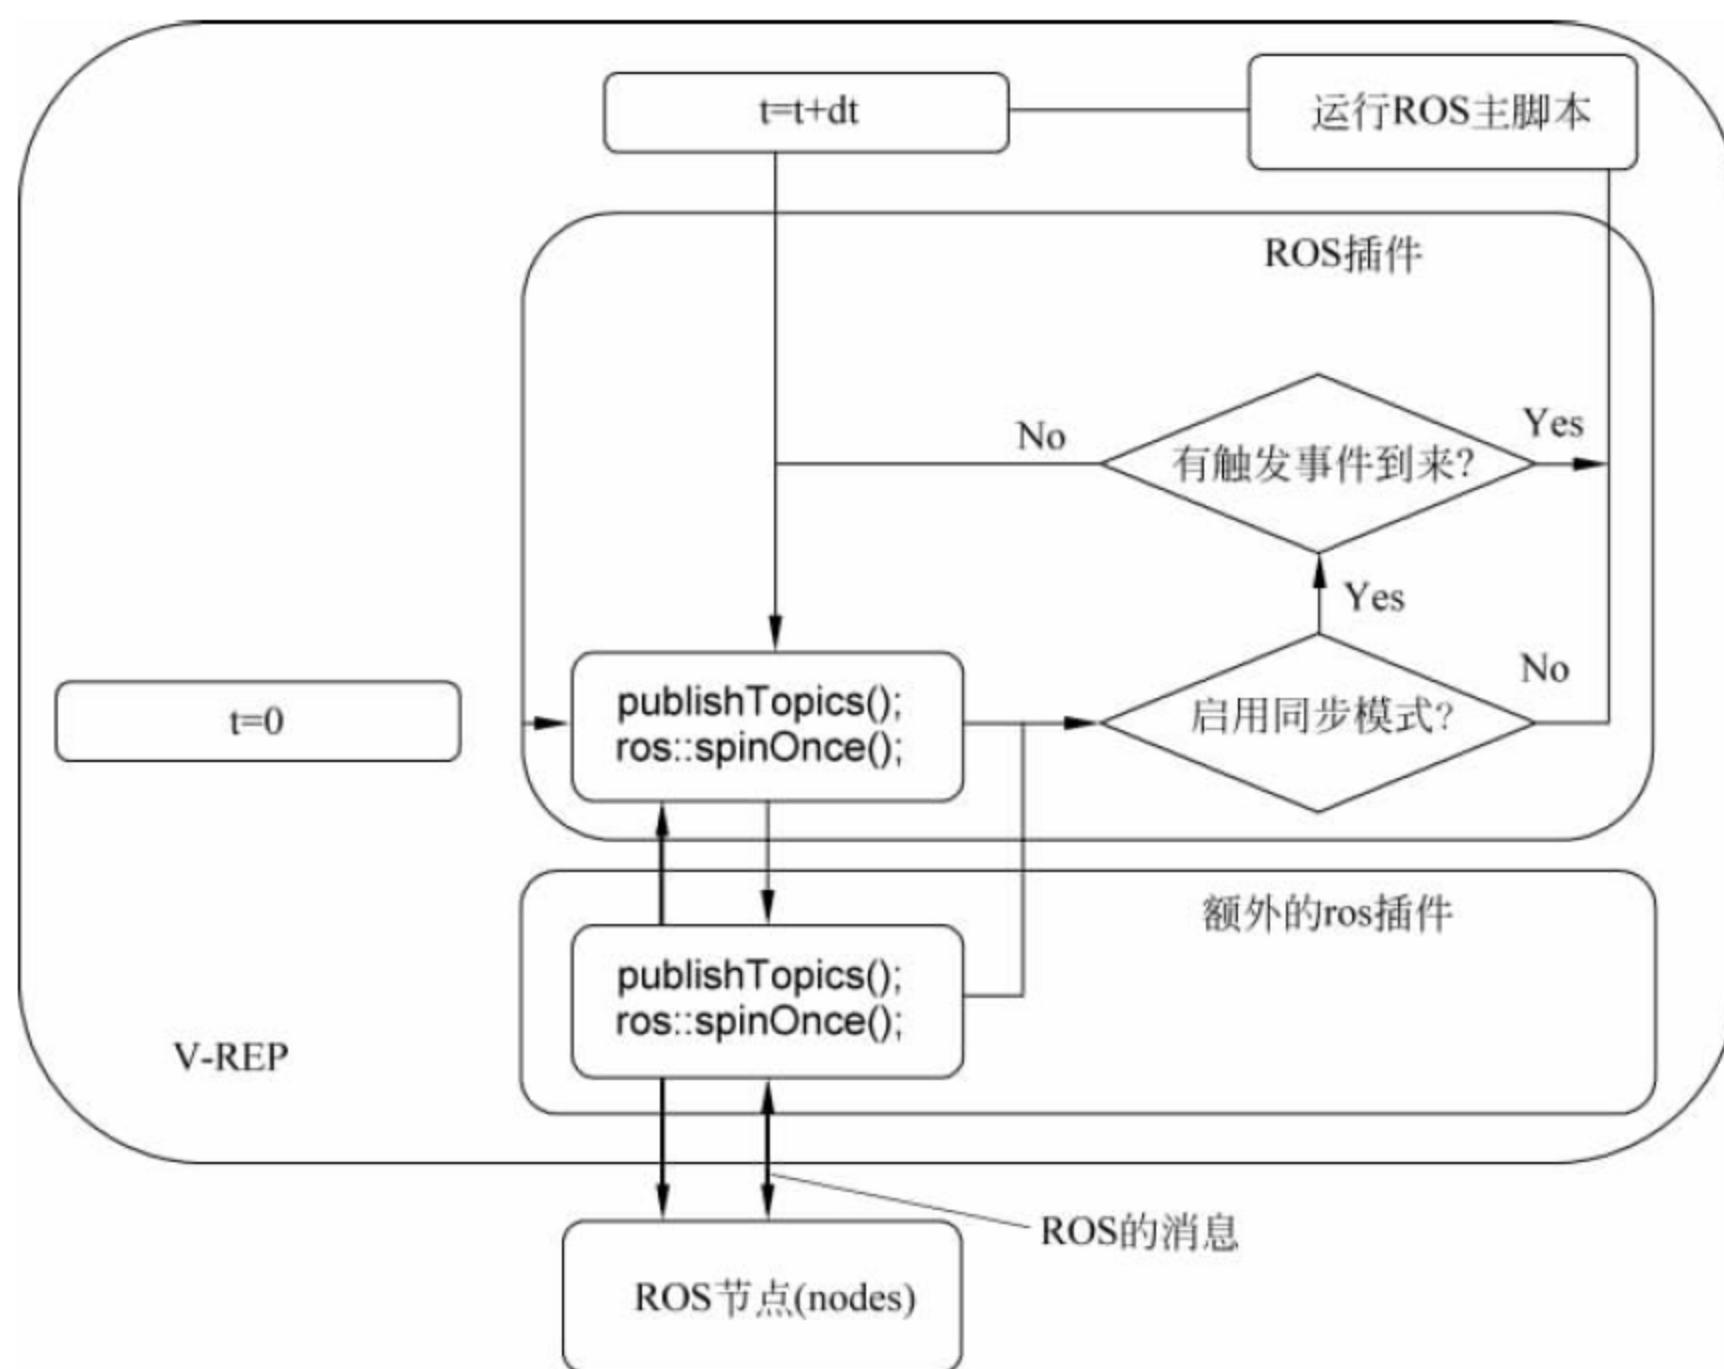 t=t+dt
运行ROS主脚本
ROS插件
No
有触发事件到来?
Yes
Yes
publishTopics();
ros::spinOnce();
启用同步模式?
No
t=0
额外的ros插件
publishTopics();
ros::spinOnce();
V-REP
ROS的消息
ROS节点(nodes)